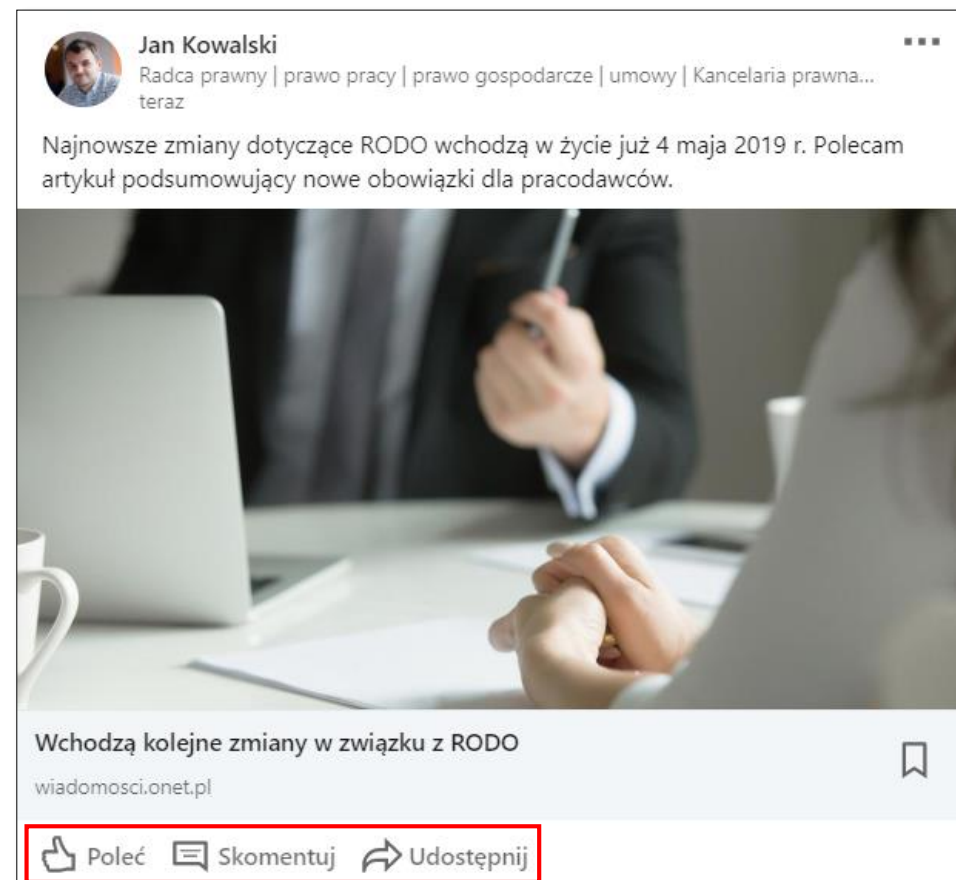 Jan Kowalski
Radca prawny | prawo pracy | prawo gospodarcze | umowy | Kancelaria prawna...
teraz
Najnowsze zmiany dotyczące RODO wchodzą w życie już 4 maja 2019 r. Polecam
artykuł podsumowujący nowe obowiązki dla pracodawców.
Wchodzą kolejne zmiany w związku z RODO
wiadomosci.onet.pl
Poleć Skomentuj Udostępnij